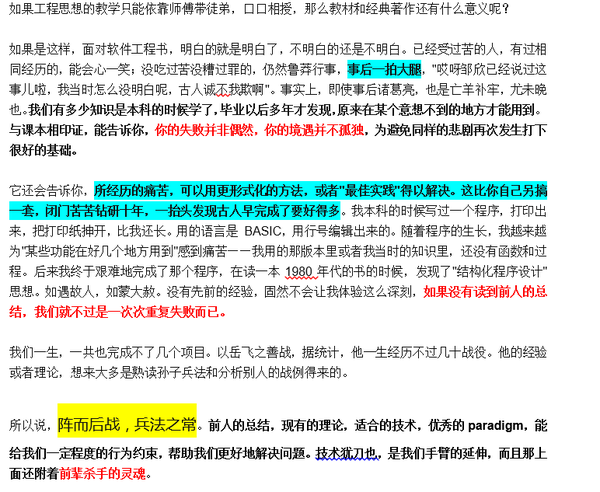 如果工程思想的教学只能依靠师傅带徒弟，口口相授，那么教材和经典著作还有什么意义呢？
如果是这样，面对软件工程书，明白的就是明白了，不明白的还是不明白。已经受过苦的人，有过相
同经历的，能会心一笑；没吃过苦没糟过罪的，仍然鲁莽行事，事后一拍大腿，"哎呀邹欣已经说过这
事儿啦，我当时怎么没明白呢，古人诚不我欺啊"。事实上，即使事后诸葛亮，也是亡羊补牢，尤未晚
也。我们有多少知识是本科的时候学了，毕业以后多年才发现，原来在某个意想不到的地方才能用到。
与课本相印证，能告诉你，你的失败并非偶然，你的境遇并不孤独，为避免同样的悲剧再次发生打下
很好的基础。
它还会告诉你，所经历的痛苦，可以用更形式化的方法，或者"最佳实践"得以解决。这比你自己另搞
一套，闭门苦苦钻研十年，一抬头发现古人早完成了要好得多。我本科的时候写过一个程序，打印出
来，把打印纸抻开，比我还长。用的语言是 BASIC，用行号编辑出来的。随着程序的生长，我越来越
为"某些功能在好几个地方用到"感到痛苦－－我用的那版本里或者我当时的知识里，还没有函数和过
程。后来我终于艰难地完成了那个程序，在读一本 1980 年代的书的时候，发现了"结构化程序设计"
思想。如遇故人，如蒙大赦。没有先前的经验，固然不会让我体验这么深刻，如果没有读到前人的总
结，我们就不过是一次次重复失败而已。
我们一生，一共也完成不了几个项目。以岳飞之善战，据统计，他一生经历不过几十战役。他的经验
或者理论，想来大多是熟读孙子兵法和分析别人的战例得来的。
所以说，阵而后战，兵法之常。前人的总结，现有的理论，适合的技术，优秀的 paradigm，能
给我们一定程度的行为约束，帮助我们更好地解决问题。技术犹刀也，是我们手臂的延伸，而且那上
面还附着前辈杀手的灵魂。